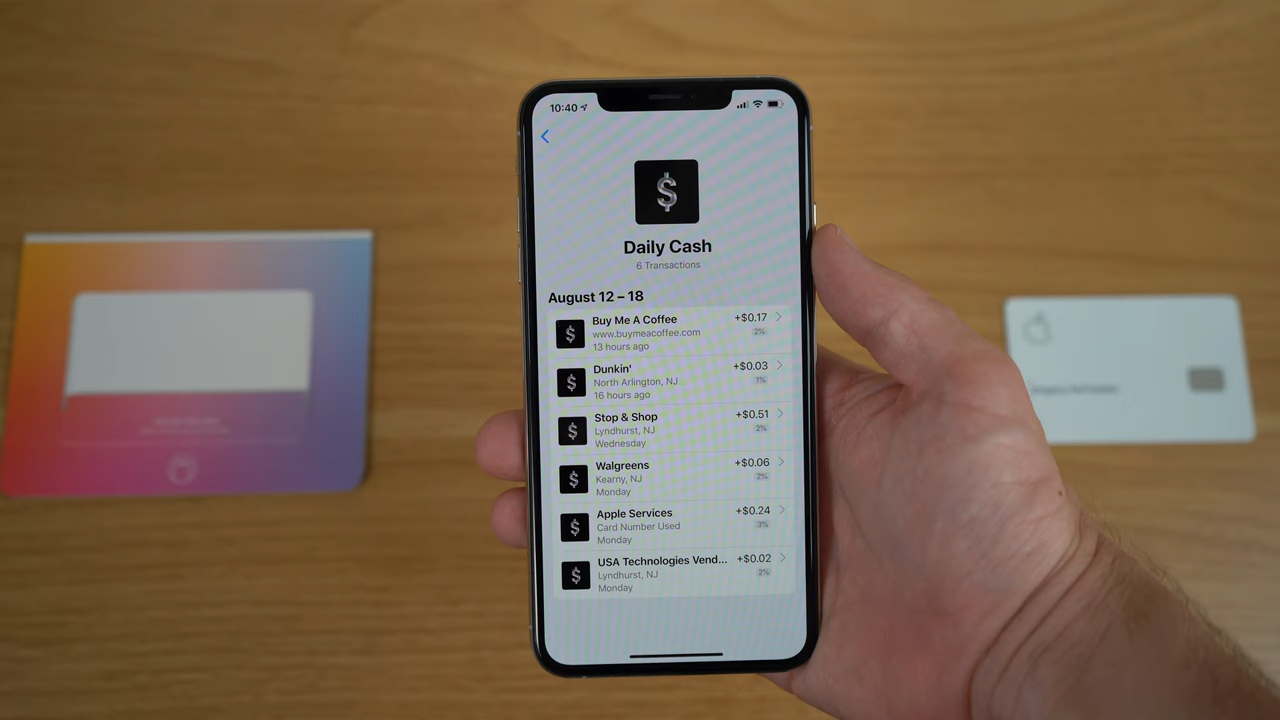 10:40
$
Daily Cash
6 Transactions
August 12 – 18
$
Buy Me A Coffee
+$0.17
www.buymeacoffee.com
2%
13 hours ago
$
Dunkin'
+$0.03
North Arlington, NJ
1%
16 hours ago
$
Stop & Shop
+$0.51
Lyndhurst, NJ
2%
Wednesday
$
Walgreens
+$0.06
Kearny, NJ
2%
Monday
$
Apple Services
+$0.24
Card Number Used
3%
Monday
$
USA Technologies Vend...
+$0.02
Lyndhurst, NJ
2%
Monday